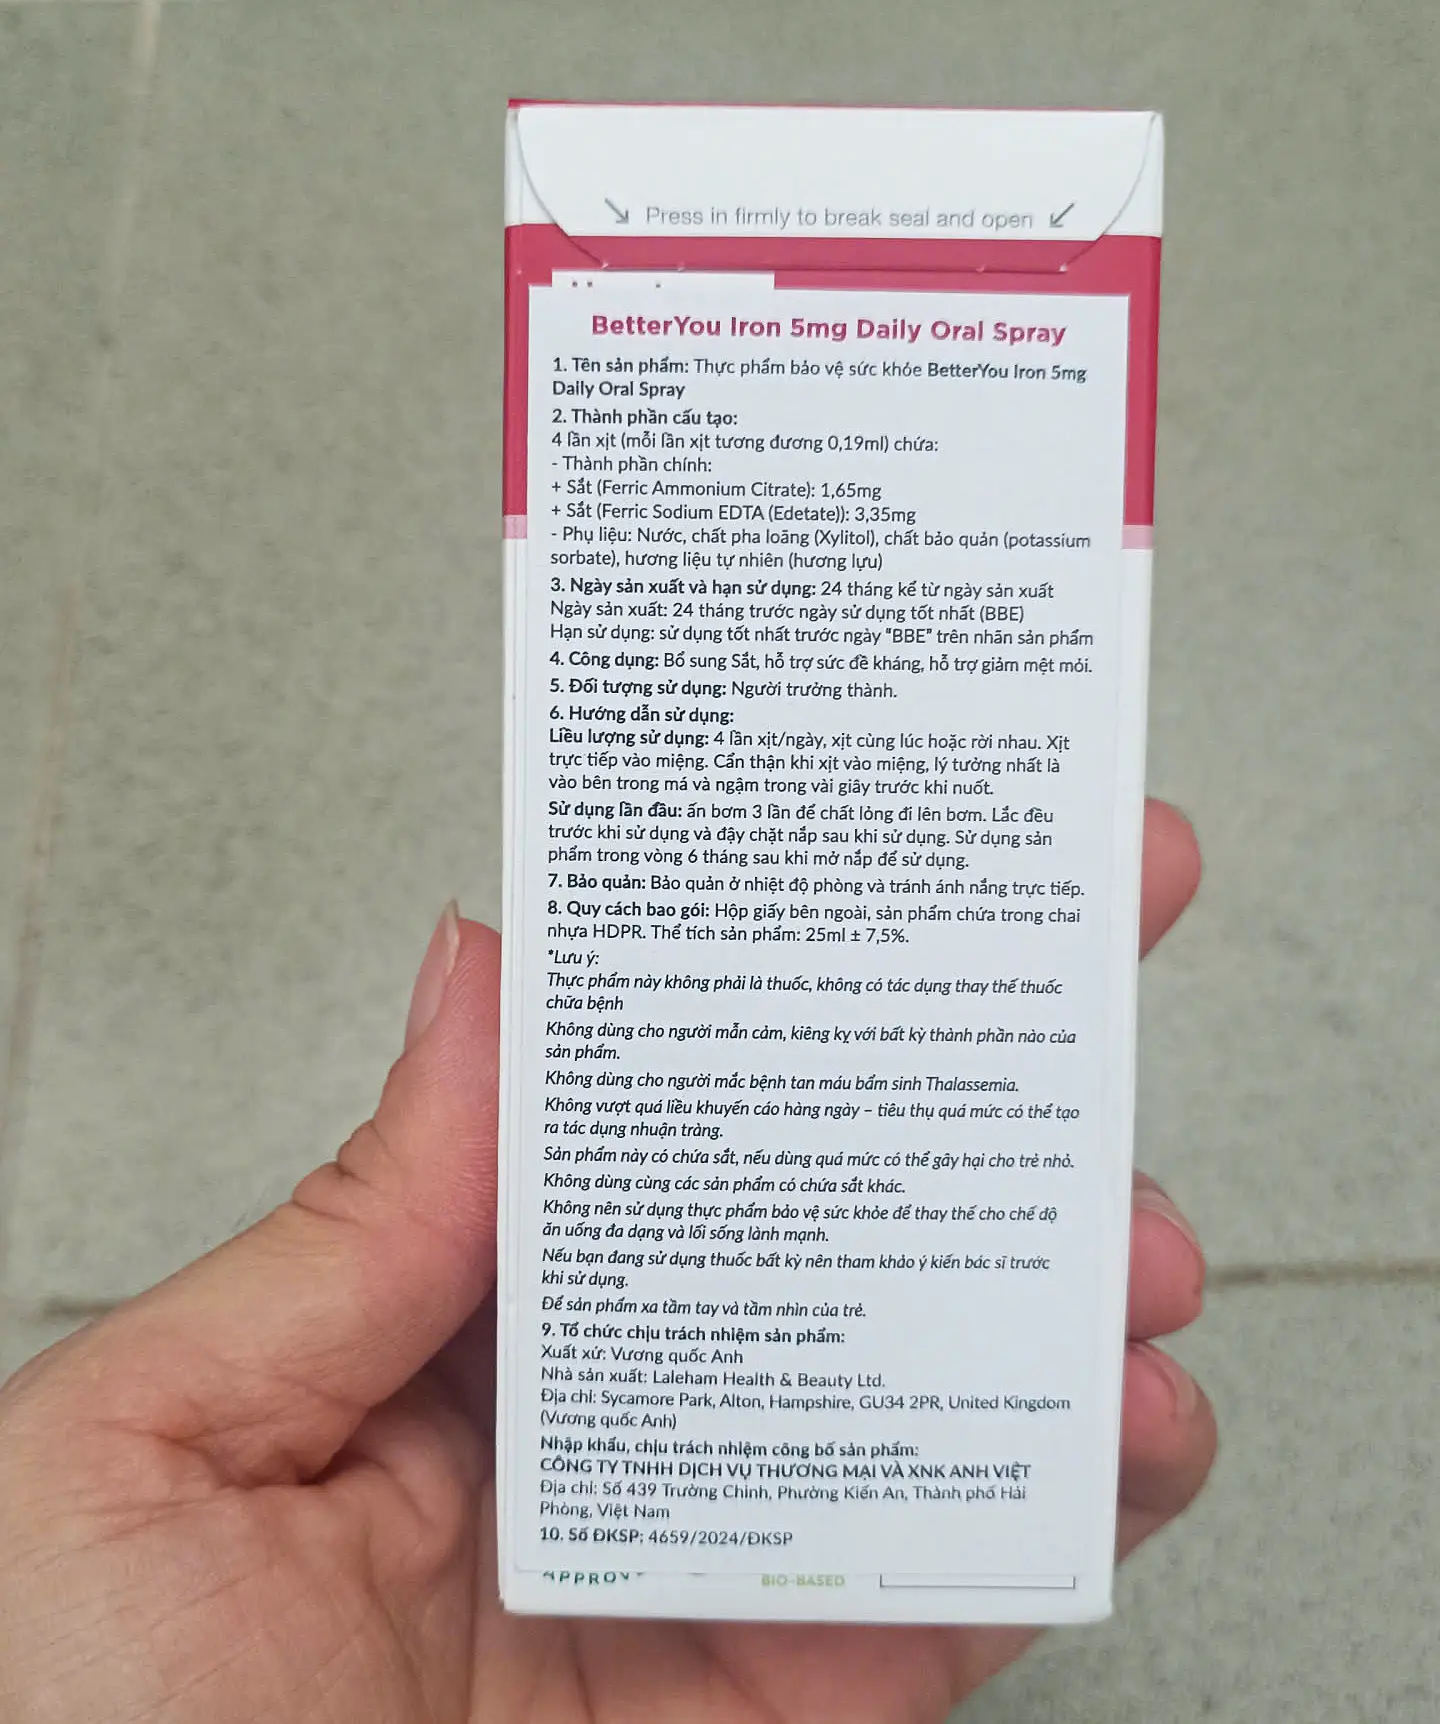 Press in firmly to break seal and open
BetterYou Iron 5mg Daily Oral Spray
1. Tên sản phẩm: Thực phẩm bảo vệ sức khỏe BetterYou Iron 5mg
Daily Oral Spray
2. Thành phần cấu tạo:
4 lần xịt (mỗi lần xịt tương đương 0,19ml) chứa:
- Thành phần chính:
+ Sắt (Ferric Ammonium Citrate): 1,65mg
+ Sắt (Ferric Sodium EDTA (Edetate)): 3,35mg
- Phụ liệu: Nước, chất pha loãng (Xylitol), chất bảo quản (potassium
sorbate), hương liệu tự nhiên (hương lựu)
3. Ngày sản xuất và hạn sử dụng: 24 tháng kể từ ngày sản xuất
Ngày sản xuất: 24 tháng trước ngày sử dụng tốt nhất (BBE)
Hạn sử dụng: sử dụng tốt nhất trước ngày "BBE" trên nhãn sản phẩm
4. Công dụng: Bổ sung Sắt, hỗ trợ sức đề kháng, hỗ trợ giảm mệt mỏi.
5. Đối tượng sử dụng: Người trưởng thành.
6. Hướng dẫn sử dụng:
Liều lượng sử dụng: 4 lần xịt/ngày, xịt cùng lúc hoặc rời nhau. Xịt
trực tiếp vào miệng. Cẩn thận khi xịt vào miệng, lý tưởng nhất là
vào bên trong má và ngậm trong vài giây trước khi nuốt.
Sử dụng lần đầu: ấn bơm 3 lần để chất lỏng đi lên bơm. Lắc đều
trước khi sử dụng và đậy chặt nắp sau khi sử dụng. Sử dụng sản
phẩm trong vòng 6 tháng sau khi mở nắp để sử dụng.
7. Bảo quản: Bảo quản ở nhiệt độ phòng và tránh ánh nắng trực tiếp.
8. Quy cách bao gói: Hộp giấy bên ngoài, sản phẩm chứa trong chai
nhựa HDPR. Thể tích sản phẩm: 25ml ± 7,5%.
*Lưu ý:
Thực phẩm này không phải là thuốc, không có tác dụng thay thế thuốc
chữa bệnh
Không dùng cho người mẫn cảm, kiêng kỵ với bất kỳ thành phần nào của
sản phẩm.
Không dùng cho người mắc bệnh tan máu bẩm sinh Thalassemia.
Không vượt quá liều khuyến cáo hàng ngày – tiêu thụ quá mức có thể tạo
ra tác dụng nhuận tràng.
Sản phẩm này có chứa sắt, nếu dùng quá mức có thể gây hại cho trẻ nhỏ.
Không dùng cùng các sản phẩm có chứa sắt khác.
Không nên sử dụng thực phẩm bảo vệ sức khỏe để thay thế cho chế độ
ăn uống đa dạng và lối sống lành mạnh.
Nếu bạn đang sử dụng thuốc bất kỳ nên tham khảo ý kiến bác sĩ trước
khi sử dụng.
Để sản phẩm xa tầm tay và tầm nhìn của trẻ.
9. Tổ chức chịu trách nhiệm sản phẩm:
Xuất xứ: Vương quốc Anh
Nhà sản xuất: Laleham Health & Beauty Ltd.
Địa chỉ: Sycamore Park, Alton, Hampshire, GU34 2PR, United Kingdom
(Vương quốc Anh)
Nhập khẩu, chịu trách nhiệm công bố sản phẩm:
CÔNG TY TNHH DỊCH VỤ THƯƠNG MẠI VÀ XNK ANH VIỆT
Địa chỉ: Số 439 Trường Chinh, Phường Kiến An, Thành phố Hải
Phòng, Việt Nam
10. Số ĐKSP: 4659/2024/ĐKSP
BIO-BASED